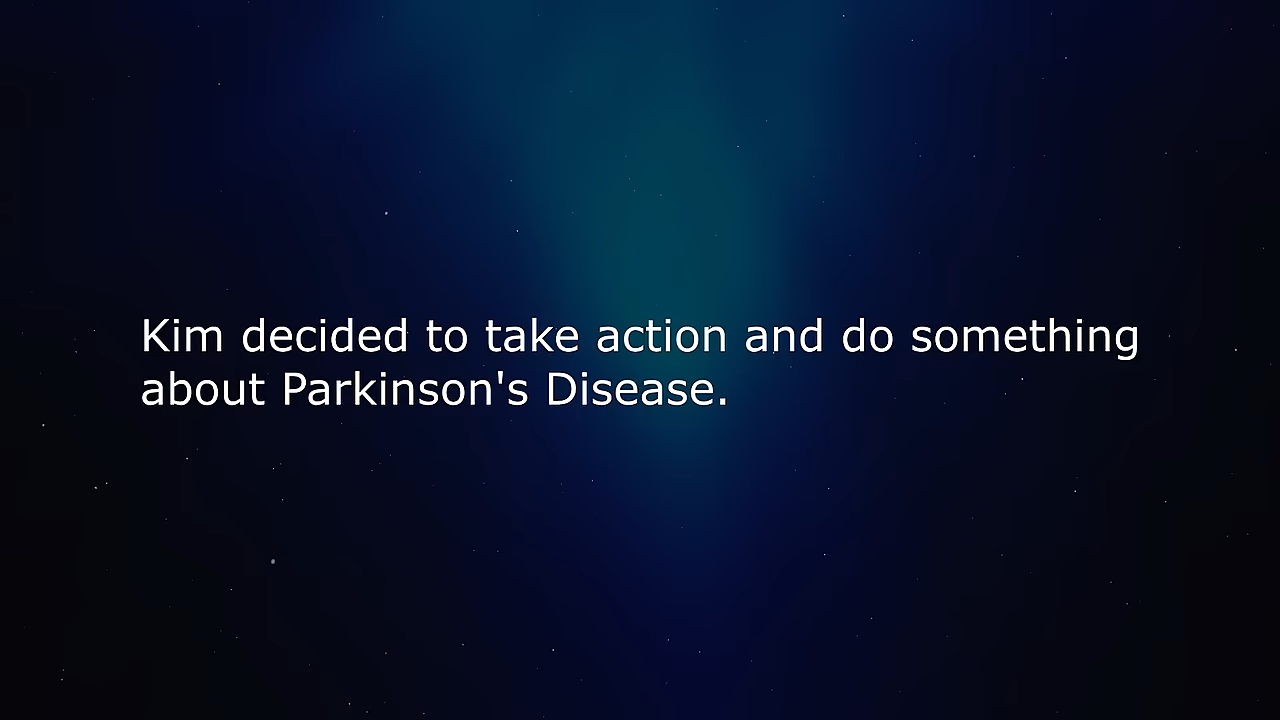 Kim decided to take action and do something
about Parkinson's Disease.